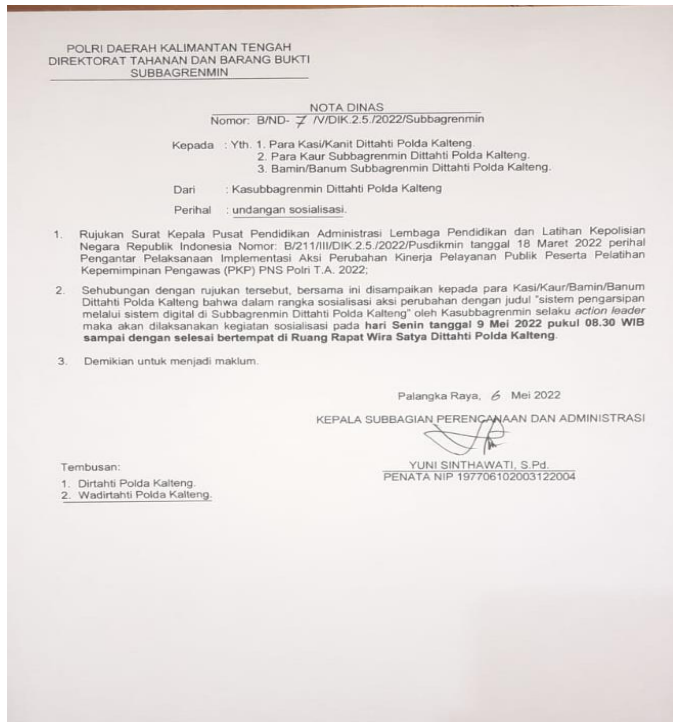 POLRI DAERAH KALIMANTAN TENGAH
DIREKTORAT TAHANAN DAN BARANG BUKTI
SUBBAGRENMIN
NOTA DINAS
Nomor: B/ND- 7 /V/DIK.2.5./2022/Subbagrenmin
Kepada : Yth. 1. Para Kasi/Kanit Dittahti Polda Kalteng.
2. Para Kaur Subbagrenmin Dittahti Polda Kalteng.
3. Bamin/Banum Subbagrenmin Dittahti Polda Kalteng.
Dari : Kasubbagrenmin Dittahti Polda Kalteng
Perihal : undangan sosialisasi.
1. Rujukan Surat Kepala Pusat Pendidikan Administrasi Lembaga Pendidikan dan Latihan Kepolisian
Negara Republik Indonesia Nomor: B/211/III/DIK.2.5./2022/Pusdikmin tanggal 18 Maret 2022 perihal
Pengantar Pelaksanaan Implementasi Aksi Perubahan Kinerja Pelayanan Publik Peserta Pelatihan
Kepemimpinan Pengawas (PKP) PNS Polri T.A. 2022;
2. Sehubungan dengan rujukan tersebut, bersama ini disampaikan kepada para Kasi/Kaur/Bamin/Banum
Dittahti Polda Kalteng bahwa dalam rangka sosialisasi aksi perubahan dengan judul "sistem pengarsipan
melalui sistem digital di Subbagrenmin Dittahti Polda Kalteng" oleh Kasubbagrenmin selaku action leader
maka akan dilaksanakan kegiatan sosialisasi pada hari Senin tanggal 9 Mei 2022 pukul 08.30 WIB
sampai dengan selesai bertempat di Ruang Rapat Wira Satya Dittahti Polda Kalteng.
3. Demikian untuk menjadi maklum.
Palangka Raya, 6 Mei 2022
KEPALA SUBBAGIAN PERENCANAAN DAN ADMINISTRASI
YUNI SINTHAWATI, S.Pd.
PENATA NIP 197706102003122004
Tembusan:
1. Dirtahti Polda Kalteng.
2. Wadirtahti Polda Kalteng.